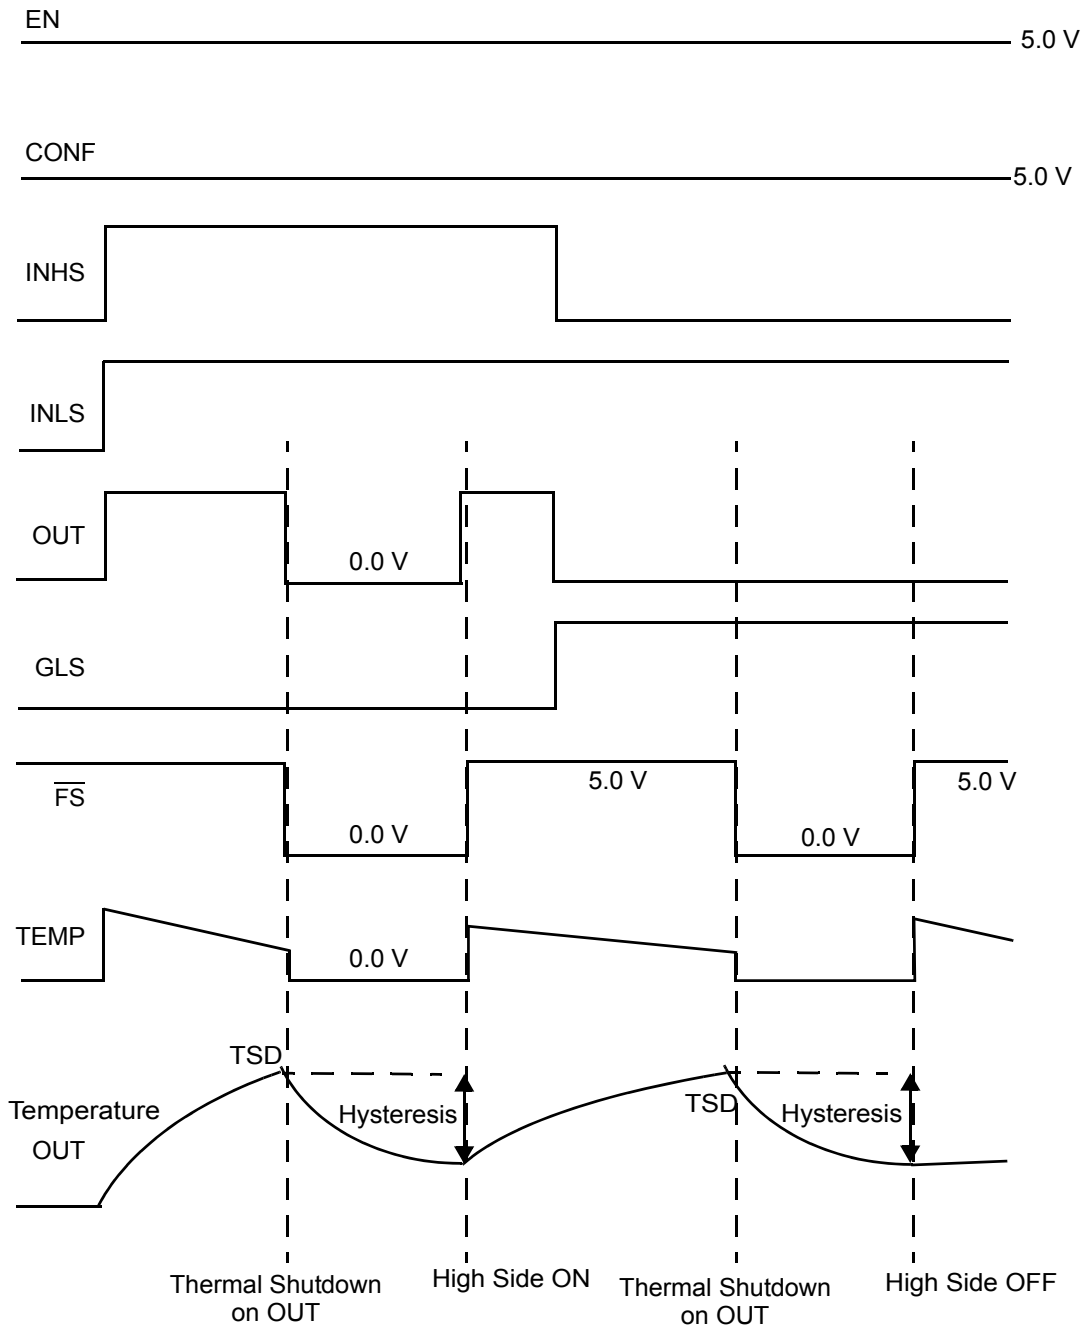 EN
5.0 V
CONF
5.0 V
INHS
INLS
OUT
0.0 V
GLS
FS
5.0 V
5.0 V
0.0 V
0.0 V
TEMP
0.0 V
TSD
Temperature
OUT
Hysteresis
TSD
Hysteresis
Thermal Shutdown
on OUT
High Side ON
Thermal Shutdown
on OUT
High Side OFF